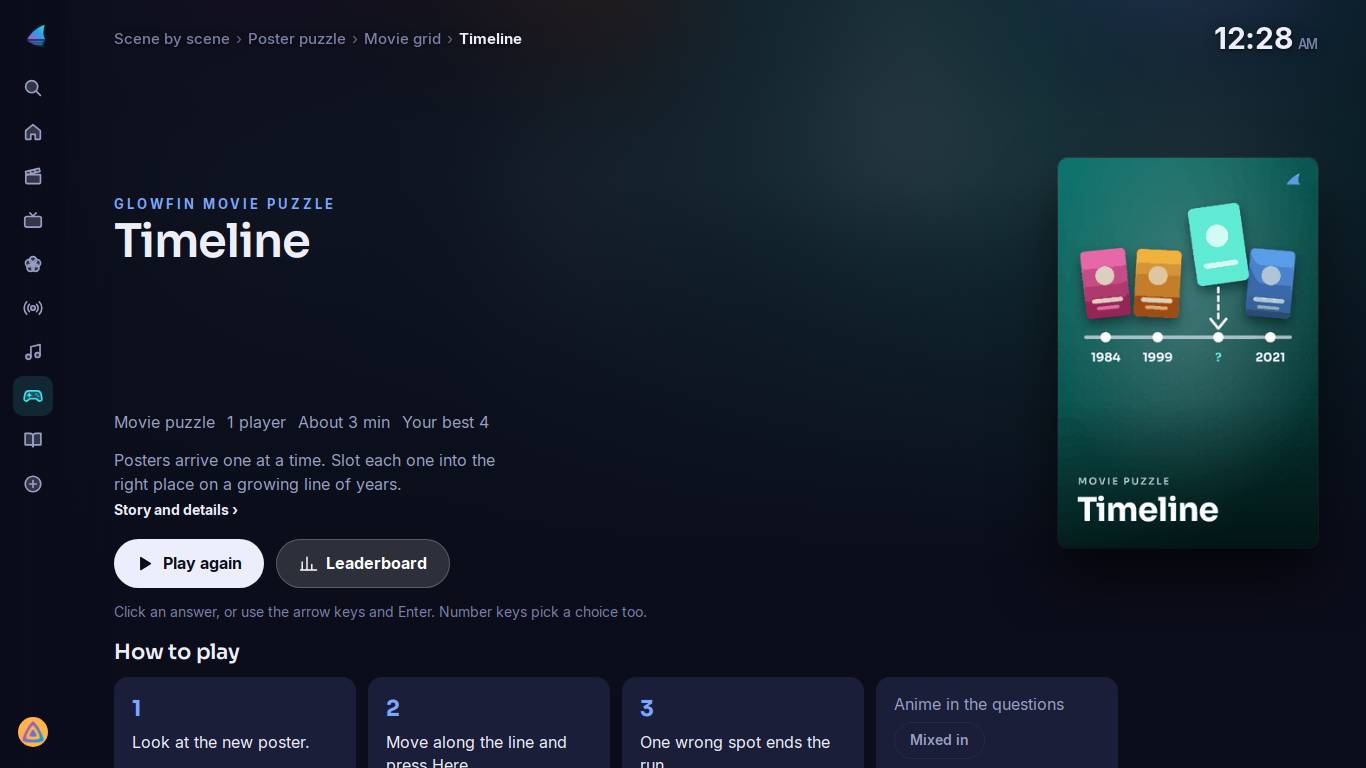 Scene by scene › Poster puzzle › Movie grid › Timeline
12:28 AM
GLOWFIN MOVIE PUZZLE
Timeline
Movie puzzle 1 player About 3 min Your best 4
Posters arrive one at a time. Slot each one into the
right place on a growing line of years.
Story and details ›
Play again
Leaderboard
Click an answer, or use the arrow keys and Enter. Number keys pick a choice too.
1984 1999 ? 2021
MOVIE PUZZLE
Timeline
How to play
1
Look at the new poster.
2
Move along the line and
press Here.
3
One wrong spot ends the
run.
Anime in the questions
Mixed in